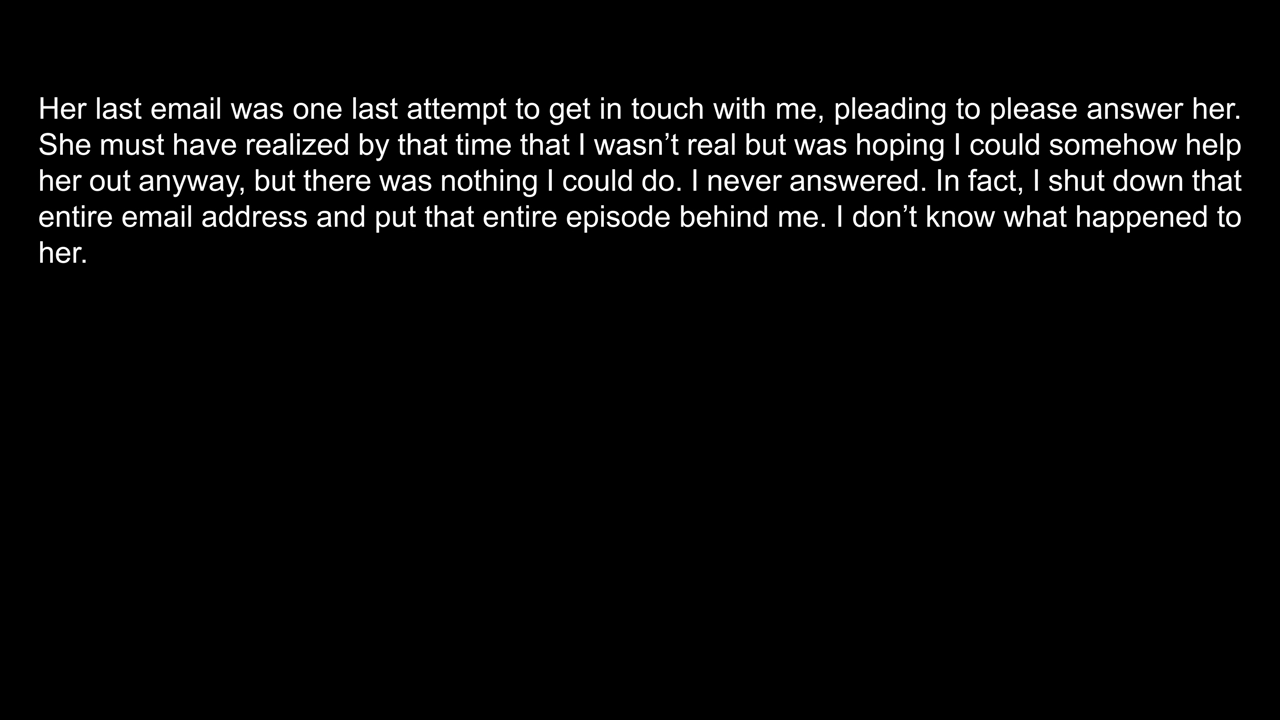 Her last email was one last attempt to get in touch with me, pleading to please answer her.
She must have realized by that time that I wasn’t real but was hoping I could somehow help
her out anyway, but there was nothing I could do. I never answered. In fact, I shut down that
entire email address and put that entire episode behind me. I don’t know what happened to
her.